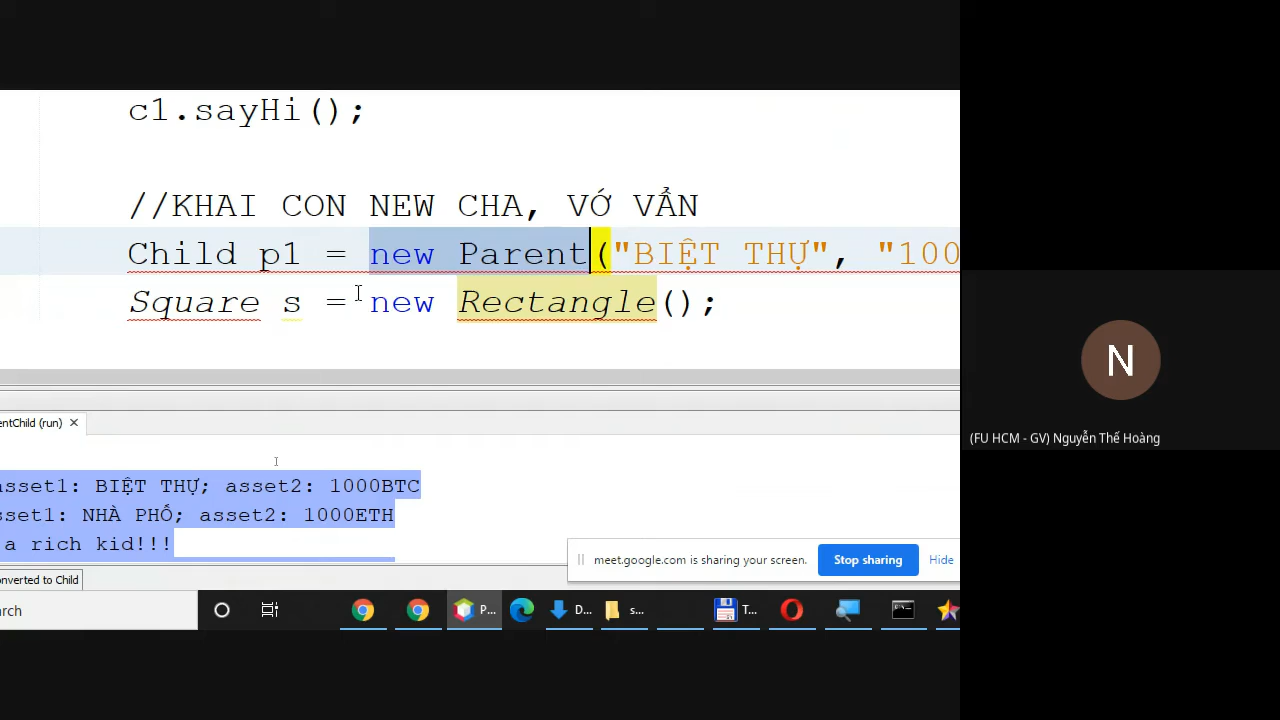 c1.sayHi();
//KHAI CON NEW CHA, VỚ VẨN
Child p1 = new Parent("BIỆT THỰ", "100
Square s = new Rectangle();
N
(FU HCM - GV) Nguyễn Thế Hoàng
entChild (run)
asset1: BIỆT THỰ; asset2: 1000BTC
sset1: NHÀ PHỐ; asset2: 1000ETH
a rich kid!!!
meet.google.com is sharing your screen.
Stop sharing
Hide
onverted to Child
rch
P...
D...
s...
T...